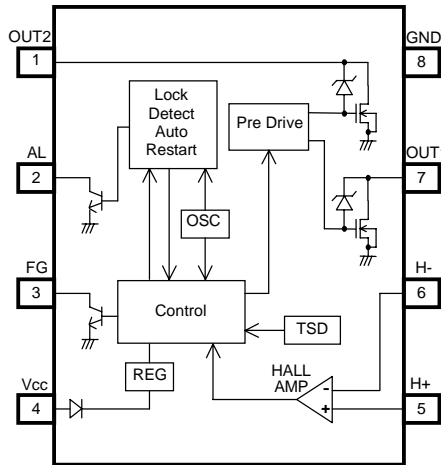 OUT2
1
GND
8
Lock
Detect
Auto
Restart
Pre Drive
AL
2
OUT
7
OSC
FG
3
H-
6
Control
TSD
REG
HALL
AMP
-
+
Vcc
4
H+
5